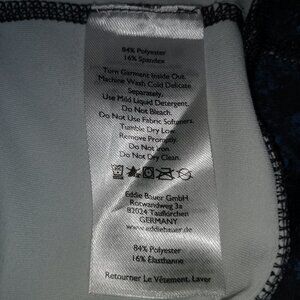 84% Polyester
16% Spandex
Turn Garment Inside Out.
Machine Wash Cold Delicate
Separately.
Use Mild Liquid Detergent.
Do Not Bleach.
Do Not Use Fabric Softeners.
Tumble Dry Low.
Remove Promptly.
Do Not Iron.
Do Not Dry Clean.
Eddie Bauer GmbH
Rotwandweg 3a
82024 Taufkirchen
GERMANY
www.eddiebauer.de
84% Polyester
16% Élasthanne
Retourner Le Vêtement. Laver